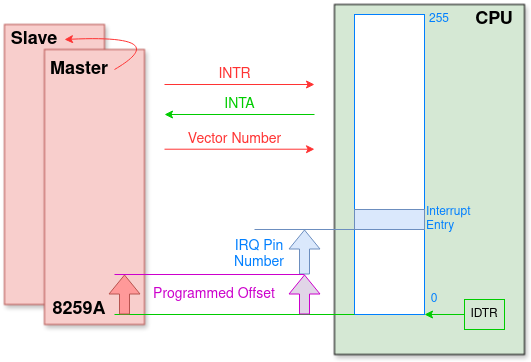 Slave
Master
8259A
INTR
INTA
Vector Number
IRQ Pin
Number
Programmed Offset
CPU
255
Interrupt
Entry
0
IDTR